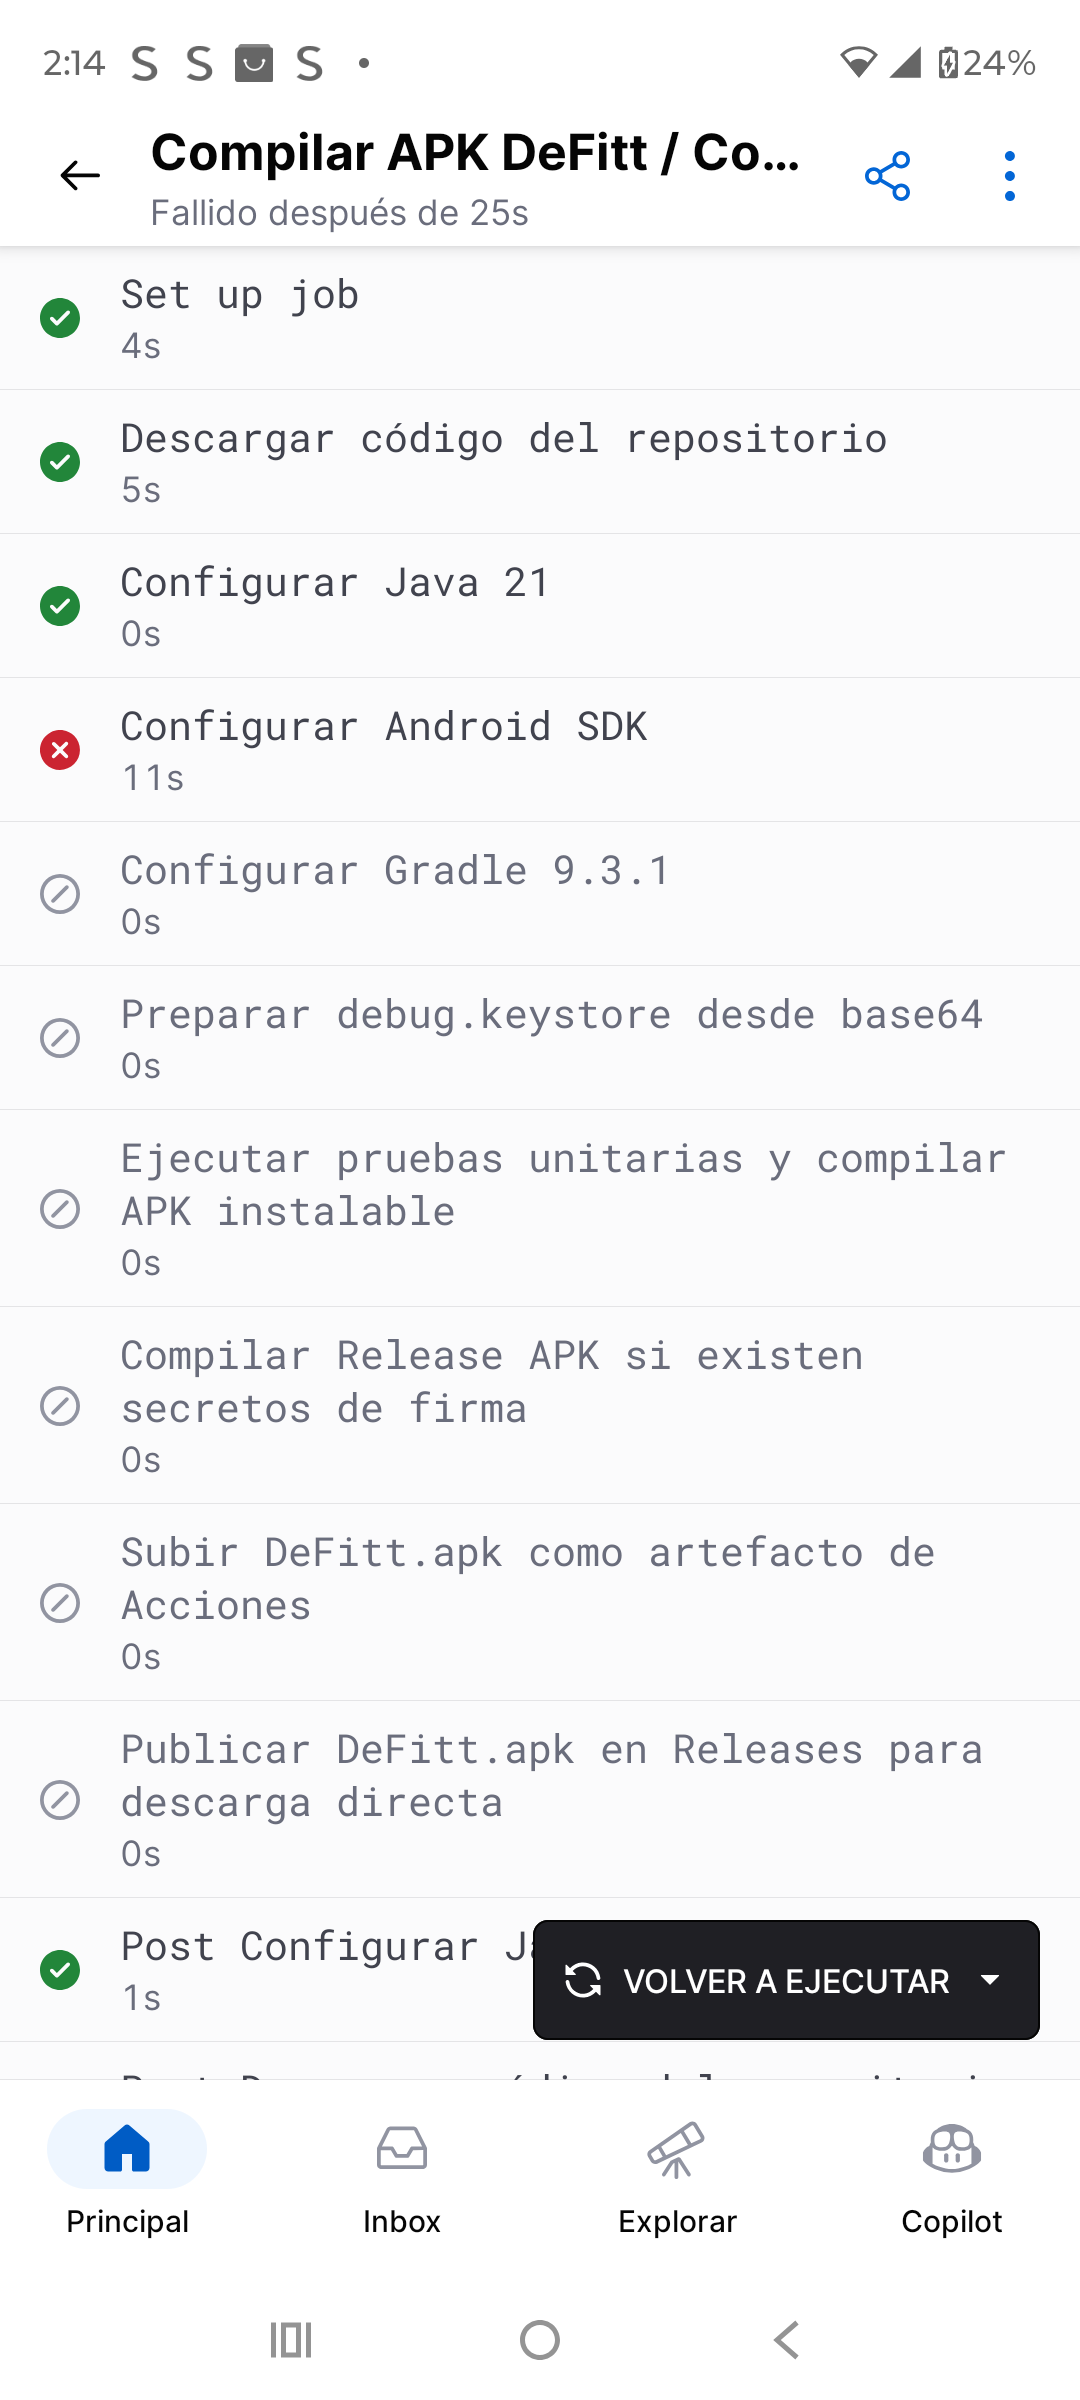 2:14 S S S 24%
Compilar APK DeFitt / Co...
Fallido después de 25s
Set up job
4s
Descargar código del repositorio
5s
Configurar Java 21
0s
Configurar Android SDK
11s
Configurar Gradle 9.3.1
0s
Preparar debug.keystore desde base64
0s
Ejecutar pruebas unitarias y compilar
APK instalable
0s
Compilar Release APK si existen
secretos de firma
0s
Subir DeFitt.apk como artefacto de
Acciones
0s
Publicar DeFitt.apk en Releases para
descarga directa
0s
Post Configurar
1s
VOLVER A EJECUTAR
Principal
Inbox
Explorar
Copilot